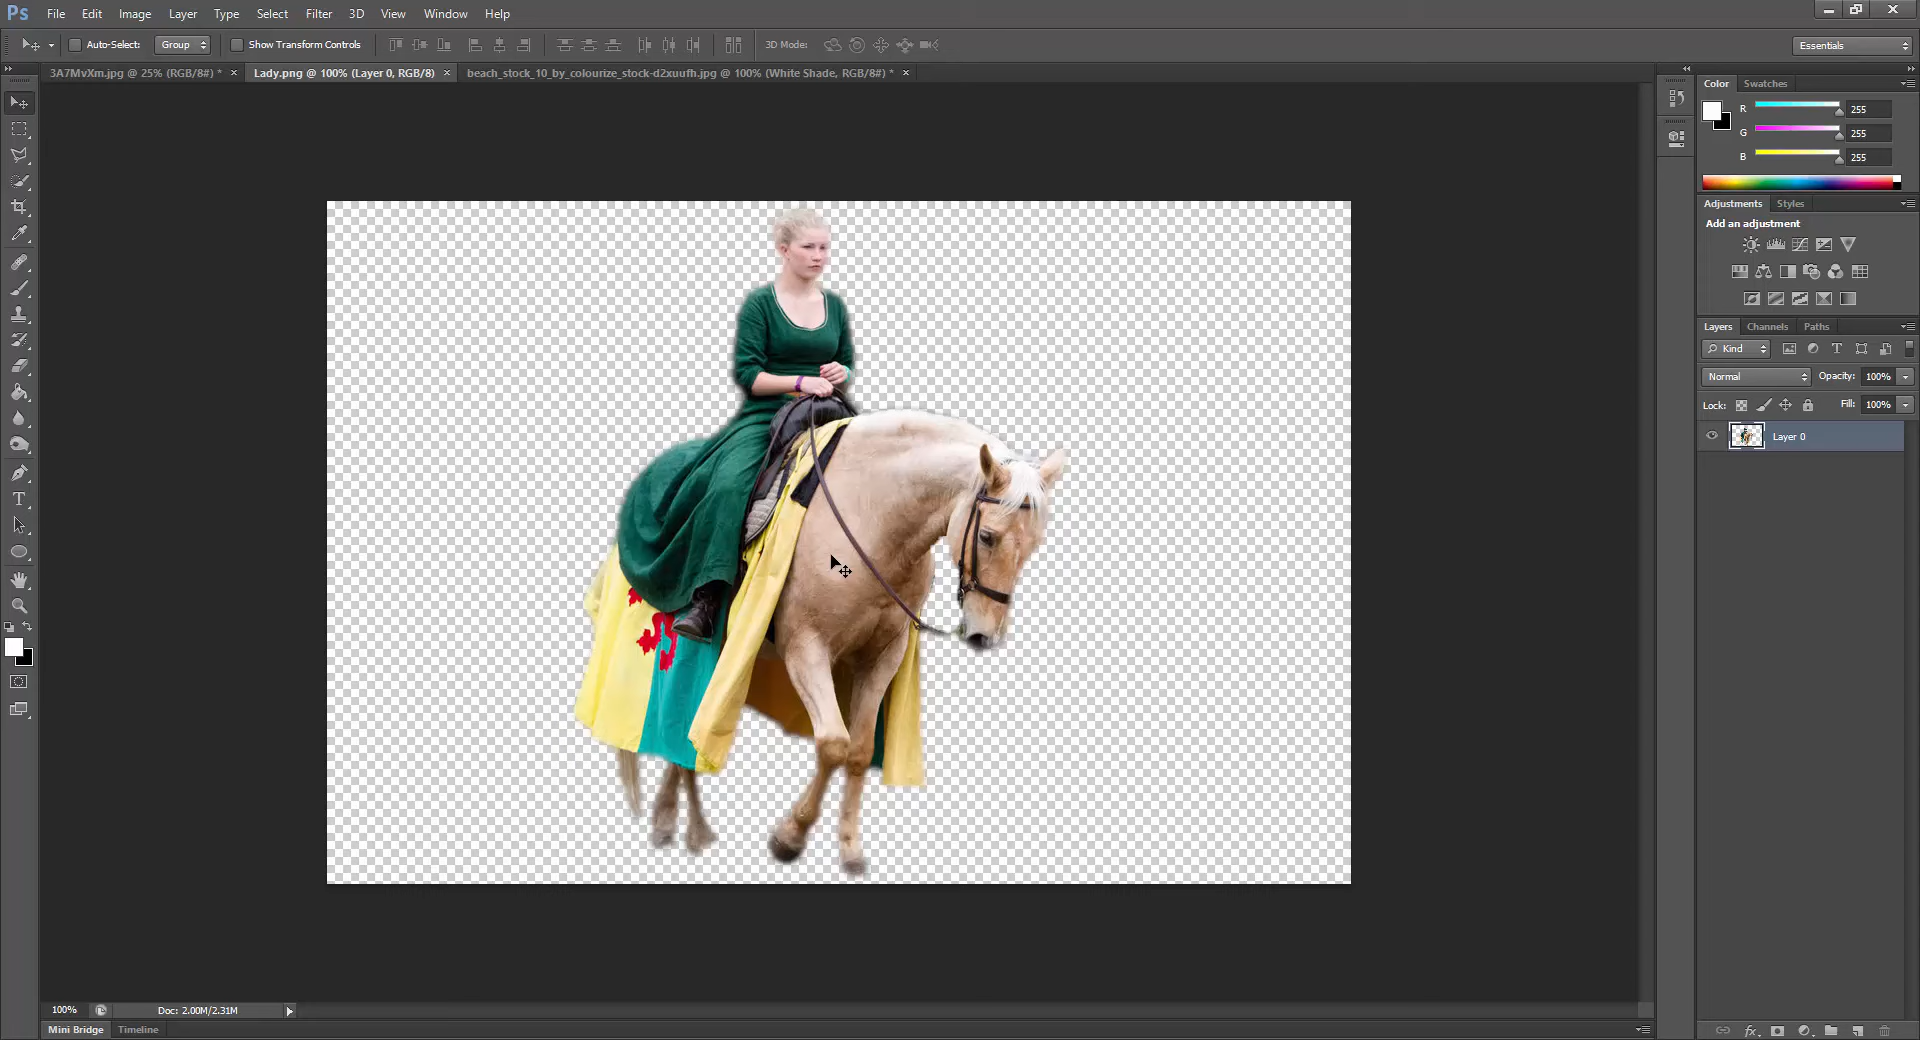 Ps File Edit Image Layer Type Select Filter 3D View Window Help
Auto-Select: Group Show Transform Controls 3D Mode: Essentials
3A7MvXm.jpg @ 25% (RGB/8#) * × Lady.png @ 100% (Layer 0, RGB/8) × beach_stock_10_by_colourize_stock-d2xuufh.jpg @ 100% (White Shade, RGB/8#) * ×
Color Swatches
R 255
G 255
B 255
Adjustments Styles
Add an adjustment
Layers Channels Paths
Kind
Normal Opacity: 100%
Lock: Fill: 100%
Layer 0
100% Doc: 2.00M/2.31M
Mini Bridge Timeline